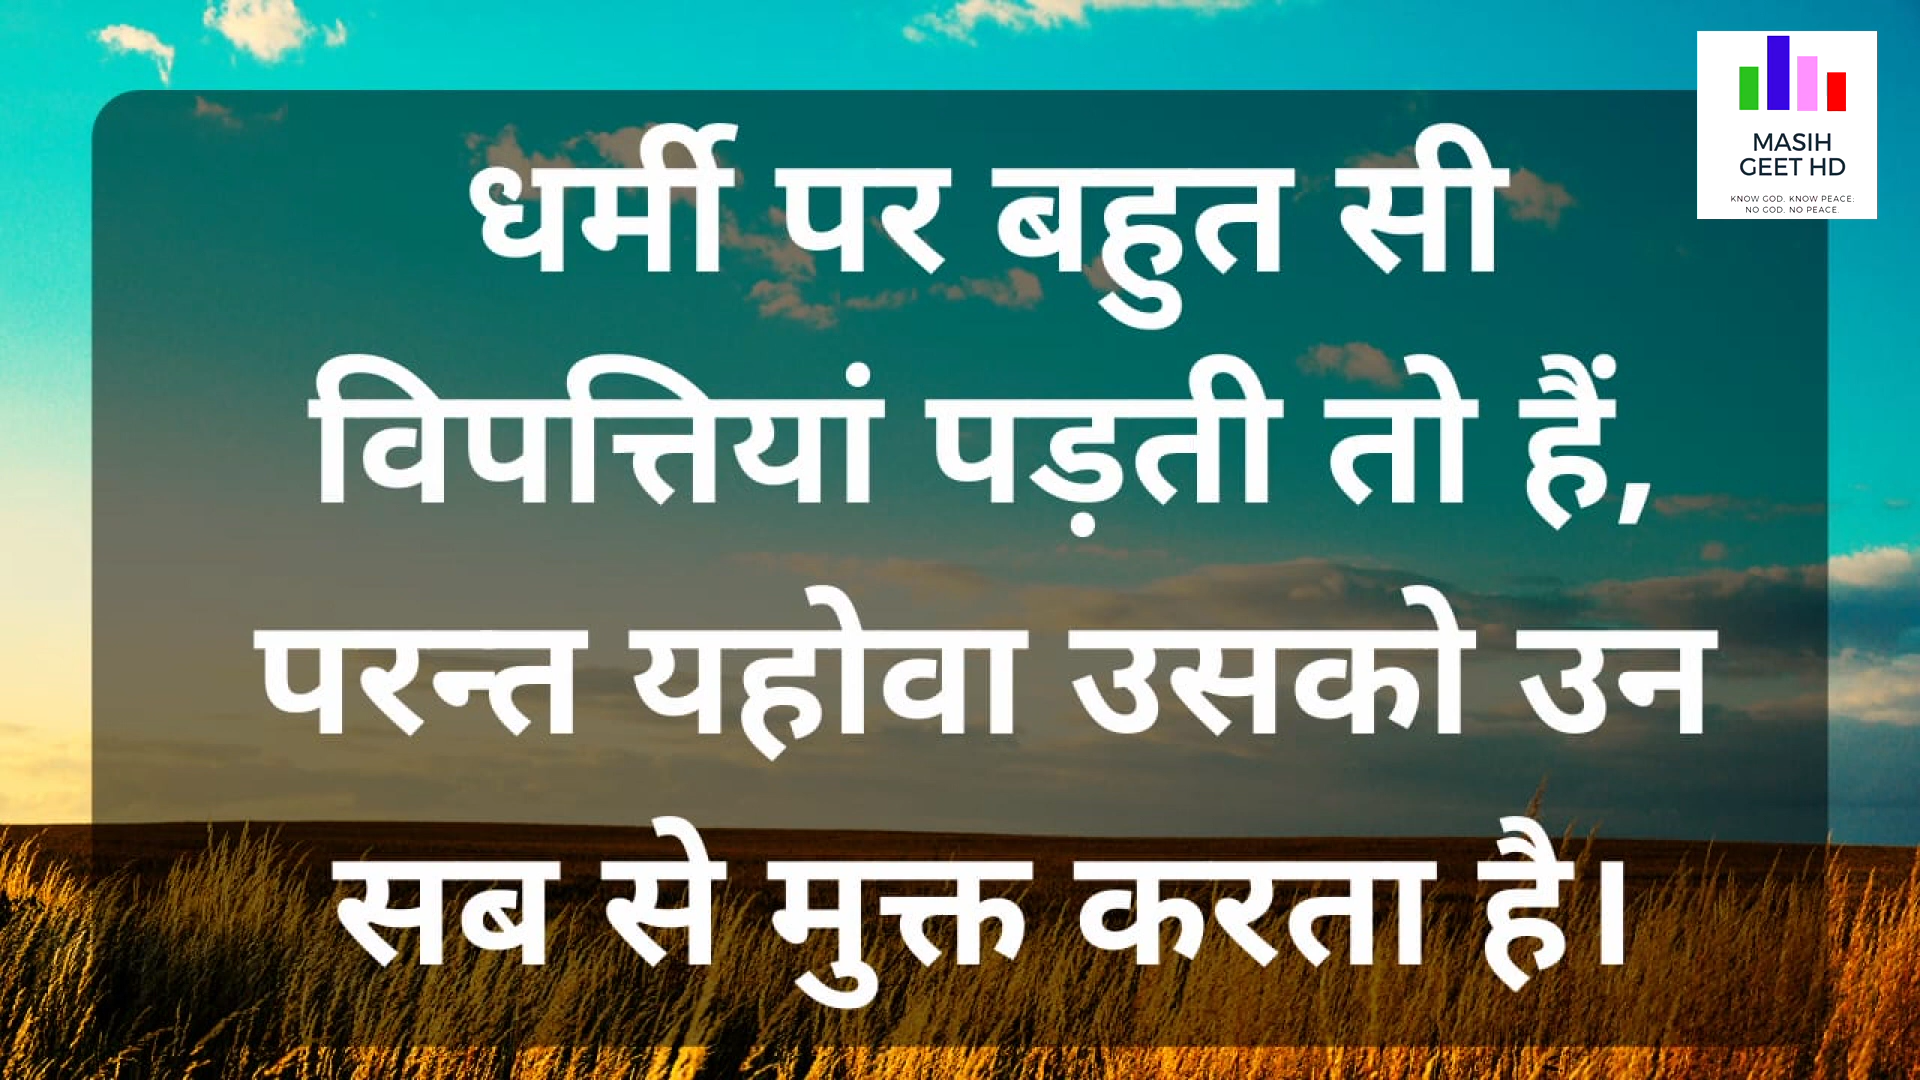 धर्मी पर बहुत सी
विपत्तियां पड़ती तो हैं,
परन्त यहोवा उसको उन
सब से मुक्त करता है।
MASIH
GEET HD
KNOW GOD, KNOW PEACE;
NO GOD, NO PEACE.